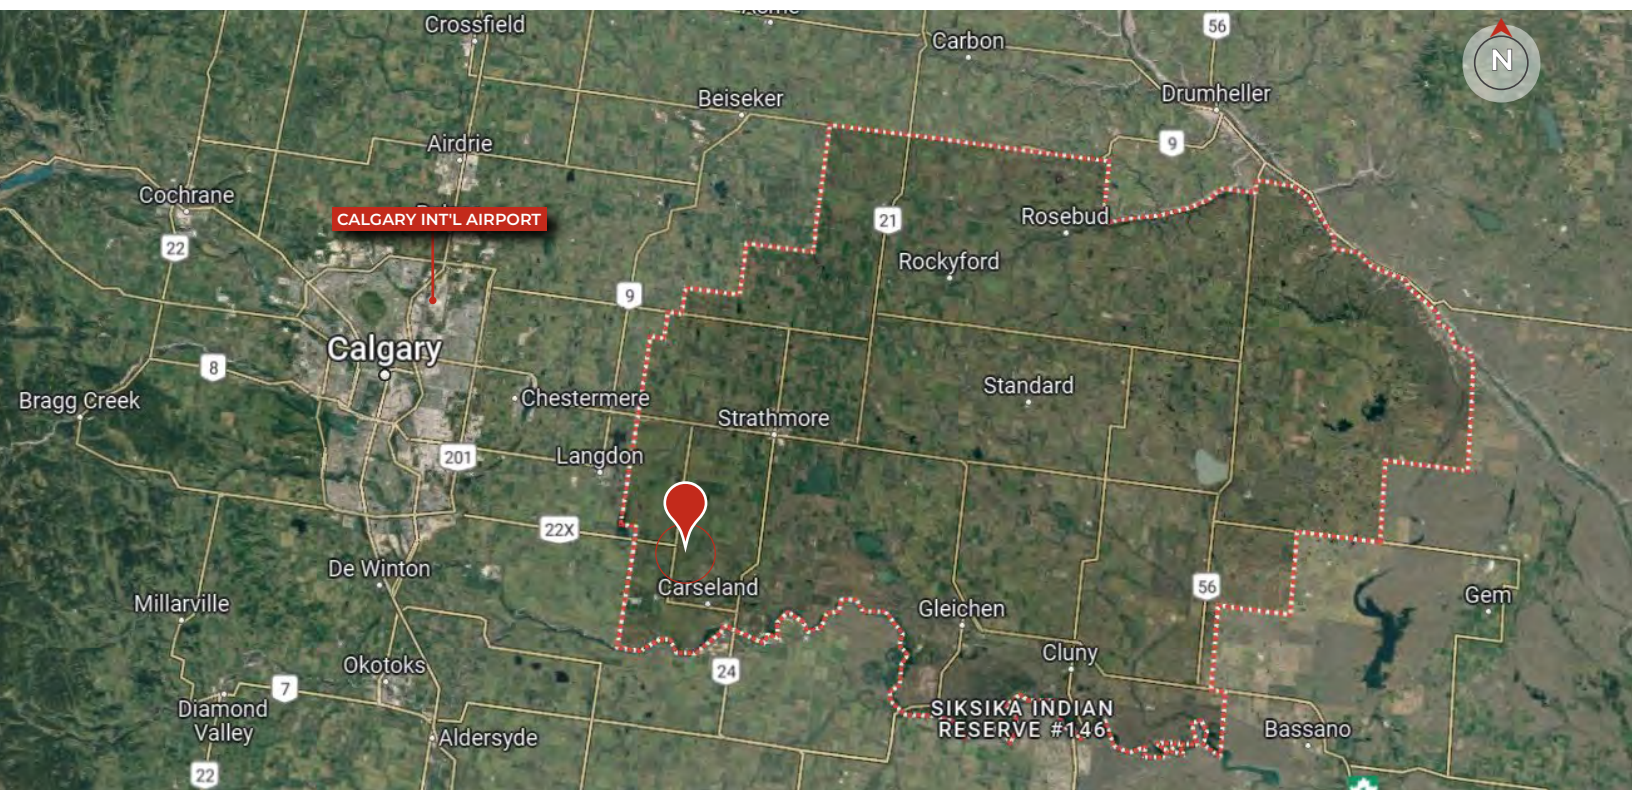 Crossfield
56
Carbon
N
Beiseker
Drumheller
Airdrie
9
Cochrane
CALGARY INT'L AIRPORT
Rosebud
21
22
Rockyford
9
Calgary
8
Standard
Bragg Creek
Chestermere
Strathmore
201
Langdon
22X
De Winton
Carseland
56
Millarville
Gleichen
Gem
Okotoks
Cluny
24
7
Diamond
Valley
SIKSIKA INDIAN
RESERVE #146
Aldersyde
Bassano
22